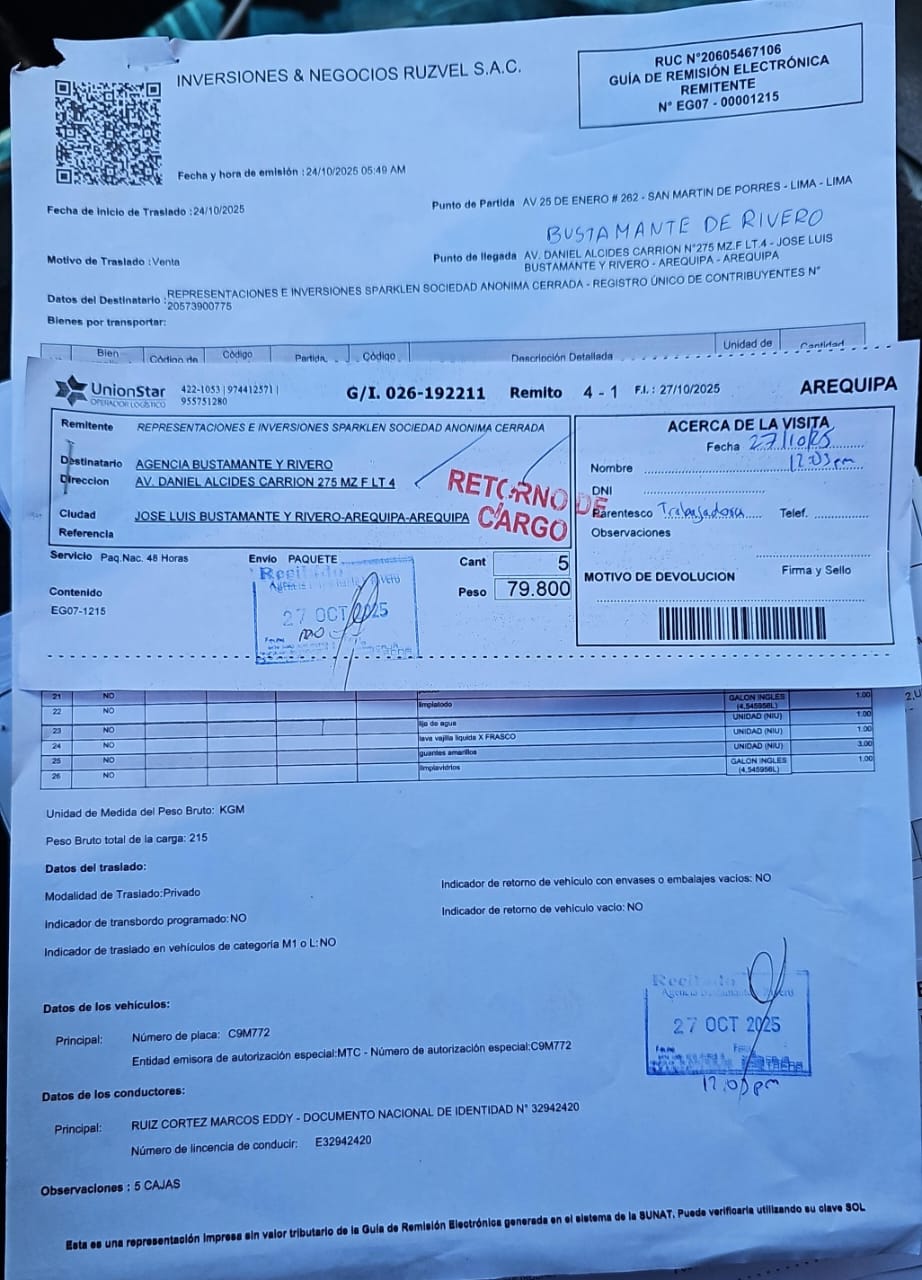 INVERSIONES & NEGOCIOS RUZVEL S.A.C.
RUC N°20605467106
GUÍA DE REMISIÓN ELECTRÓNICA
REMITENTE
N° EG07 - 00001215
Fecha y hora de emisión : 24/10/2025 05:49 AM
Fecha de Inicio de Traslado : 24/10/2025
Punto de Partida AV 25 DE ENERO # 262 - SAN MARTIN DE PORRES - LIMA - LIMA
BUSTAMANTE DE RIVERO
Motivo de Traslado : Venta
Punto de llegada AV. DANIEL ALCIDES CARRION N°275 MZ.F LT.4 - JOSE LUIS
BUSTAMANTE Y RIVERO - AREQUIPA - AREQUIPA
Datos del Destinatario : REPRESENTACIONES E INVERSIONES SPARKLEN SOCIEDAD ANONIMA CERRADA - REGISTRO ÚNICO DE CONTRIBUYENTES N°
20573900775
Bienes por transportar:
Bien Código de Código Partida Código Descripción Detallada Unidad de Cantidad
UnionStar
OPERADOR LOGÍSTICO
422-1053 | 974412571 |
955751280
G/I. 026-192211 Remito 4 - 1 F.I. : 27/10/2025 AREQUIPA
Remitente REPRESENTACIONES E INVERSIONES SPARKLEN SOCIEDAD ANONIMA CERRADA
Destinatario AGENCIA BUSTAMANTE Y RIVERO
Direccion AV. DANIEL ALCIDES CARRION 275 MZ F LT 4
Ciudad JOSE LUIS BUSTAMANTE Y RIVERO-AREQUIPA-AREQUIPA
Referencia
RETORNO DE
CARGO
ACERCA DE LA VISITA
Fecha 27/10/25
12:03 pm
Nombre
DNI
Parentesco Trabajadora Telef.
Observaciones
Firma y Sello
MOTIVO DE DEVOLUCION
Servicio Paq.Nac. 48 Horas Envio PAQUETE
Cant 5
Peso 79.800
Contenido
EG07-1215
Recibido
27 OCT 2025
21 NO
22 NO limpiatodo GALON INGLES (4,545956L) 1.00
23 NO lija de agua UNIDAD (NIU) 1.00
24 NO lava vajilla liquida X FRASCO UNIDAD (NIU) 1.00
25 NO guantes amarillos UNIDAD (NIU) 3.00
26 NO limpiavidrios GALON INGLES (4,545956L) 1.00
Unidad de Medida del Peso Bruto: KGM
Peso Bruto total de la carga: 215
Datos del traslado:
Modalidad de Traslado:Privado
Indicador de retorno de vehículo con envases o embalajes vacíos: NO
Indicador de transbordo programado: NO
Indicador de retorno de vehículo vacío: NO
Indicador de traslado en vehículos de categoría M1 o L: NO
Datos de los vehículos:
Principal: Número de placa: C9M772
Entidad emisora de autorización especial:MTC - Número de autorización especial:C9M772
Recibido
27 OCT 2025
12:03 pm
Datos de los conductores:
Principal: RUIZ CORTEZ MARCOS EDDY - DOCUMENTO NACIONAL DE IDENTIDAD N° 32942420
Número de lincencia de conducir: E32942420
Observaciones : 5 CAJAS
Esta es una representación impresa sin valor tributario de la Guía de Remisión Electrónica generada en el sistema de la SUNAT. Puede verificarla utilizando su clave SOL